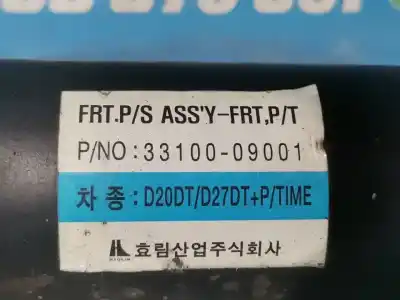 FRT.P/S ASS'Y-FRT,P/T
P/NO : 33100-09001
차 종 : D20DT/D27DT+P/TIME
효림산업주식회사